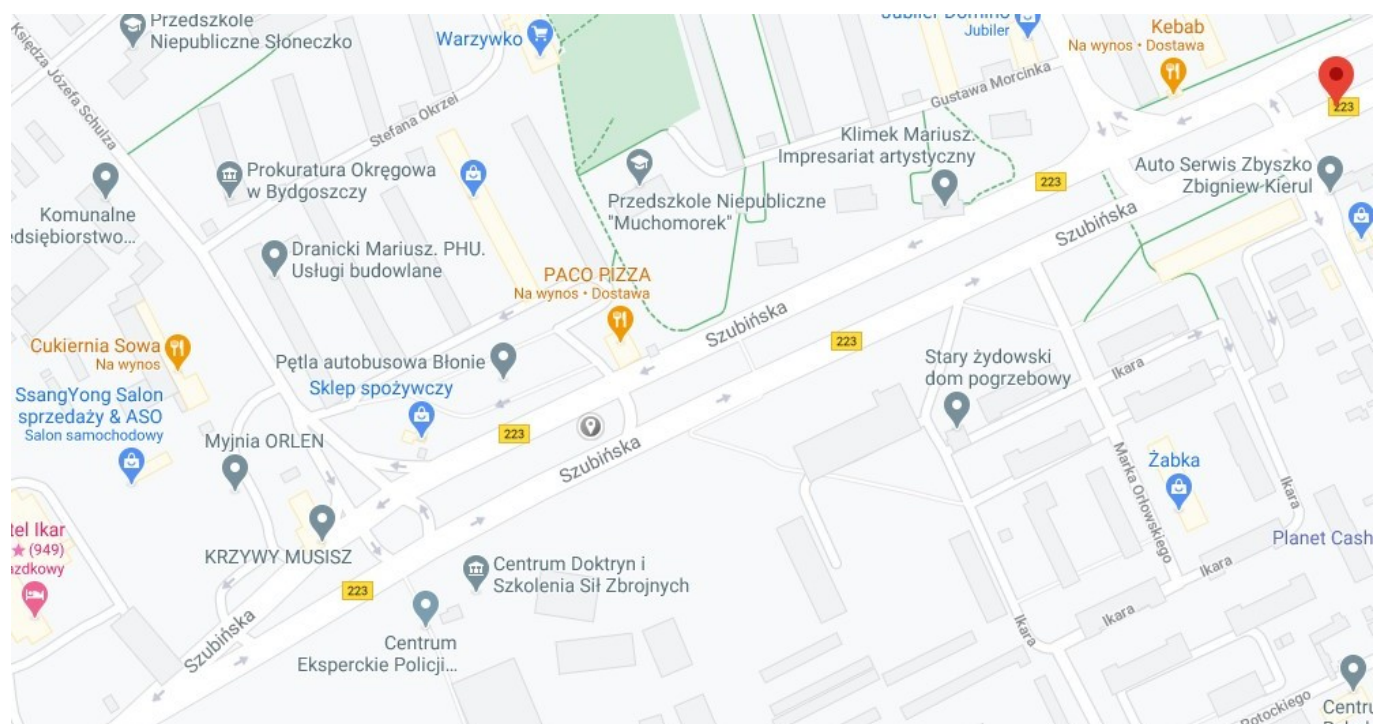 Przedszkole
Niepubliczne Słoneczko
Warzywko
Jubiler Domino
Jubiler
Kebab
Na wynos • Dostawa
223
Księdza Józefa Schulza
Stefana Okrzei
Gustawa Morcinka
Klimek Mariusz.
Impresariat artystyczny
223
Auto Serwis Zbyszko
Zbigniew Kierul
Prokuratura Okręgowa
w Bydgoszczy
Przedszkole Niepubliczne
"Muchomorek"
Komunalne
edsiębiorstwo...
Szubińska
Dranicki Mariusz. PHU.
Usługi budowlane
PACO PIZZA
Na wynos • Dostawa
Szubińska
223
Cukiernia Sowa
Na wynos
Pętla autobusowa Błonie
Sklep spożywczy
Stary żydowski
dom pogrzebowy
Ikara
SsangYong Salon
sprzedaży & ASO
Salon samochodowy
223
Myjnia ORLEN
Szubińska
Żabka
Marka Orłowskiego
Ikara
tel Ikar
(949)
azdkowy
KRZYWY MUSISZ
Planet Cash
Centrum Doktryn i
Szkolenia Sił Zbrojnych
223
Ikara
Ikara
Ikara
Szubińska
Centrum
Eksperckie Policji...
Potockiego
Centru